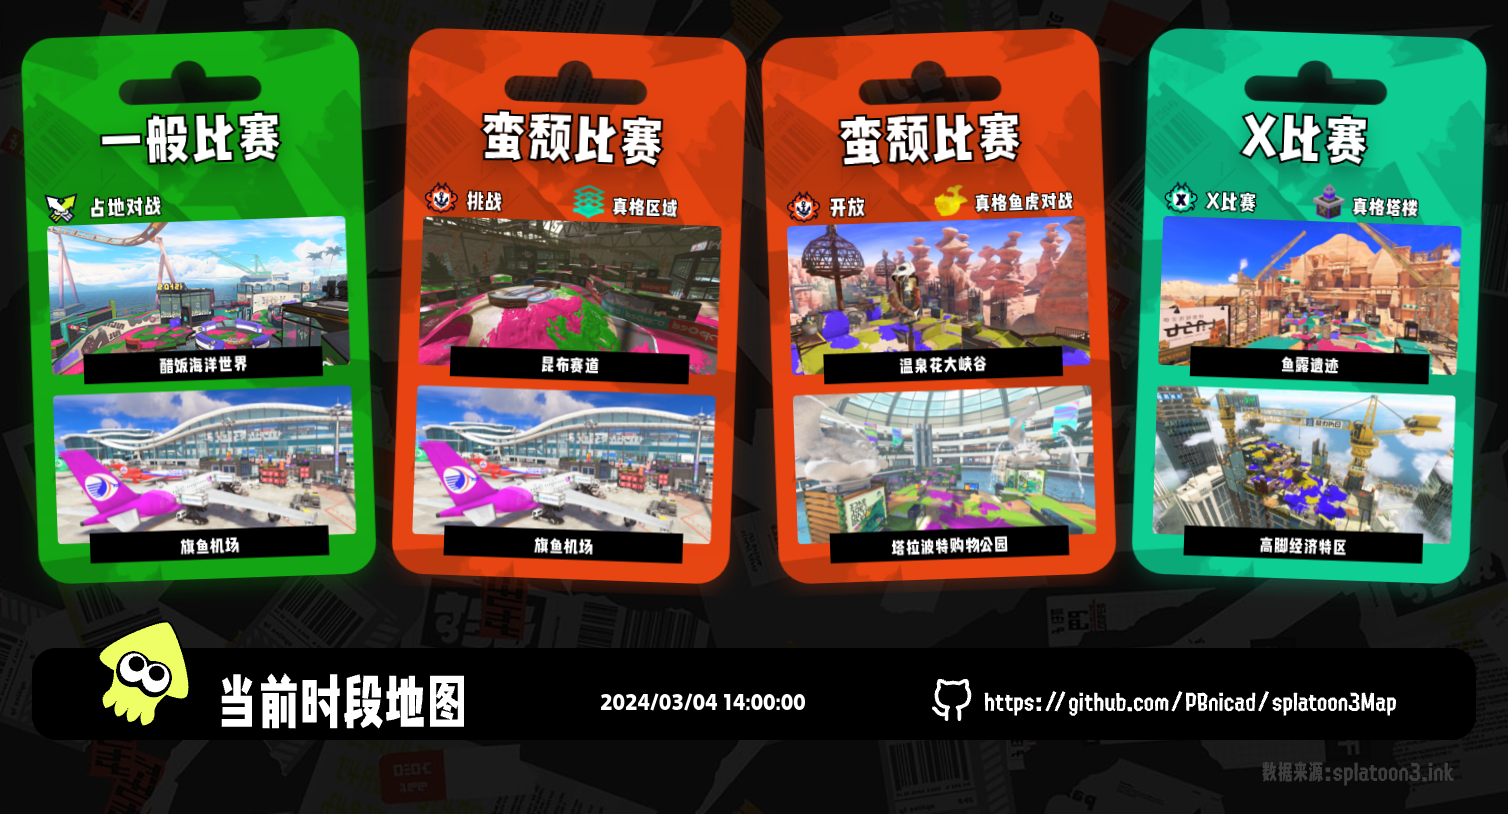 一般比赛
占地对战
醋饭海洋世界
旗鱼机场
蛮颓比赛
挑战
真格区域
昆布赛道
旗鱼机场
蛮颓比赛
开放
真格鱼虎对战
温泉花大峡谷
塔拉波特购物公园
X比赛
X比赛
真格塔楼
鱼露遗迹
高脚经济特区
当前时段地图
2024/03/04 14:00:00
https://github.com/PBnicad/splatoon3Map
数据来源:splatoon3.ink